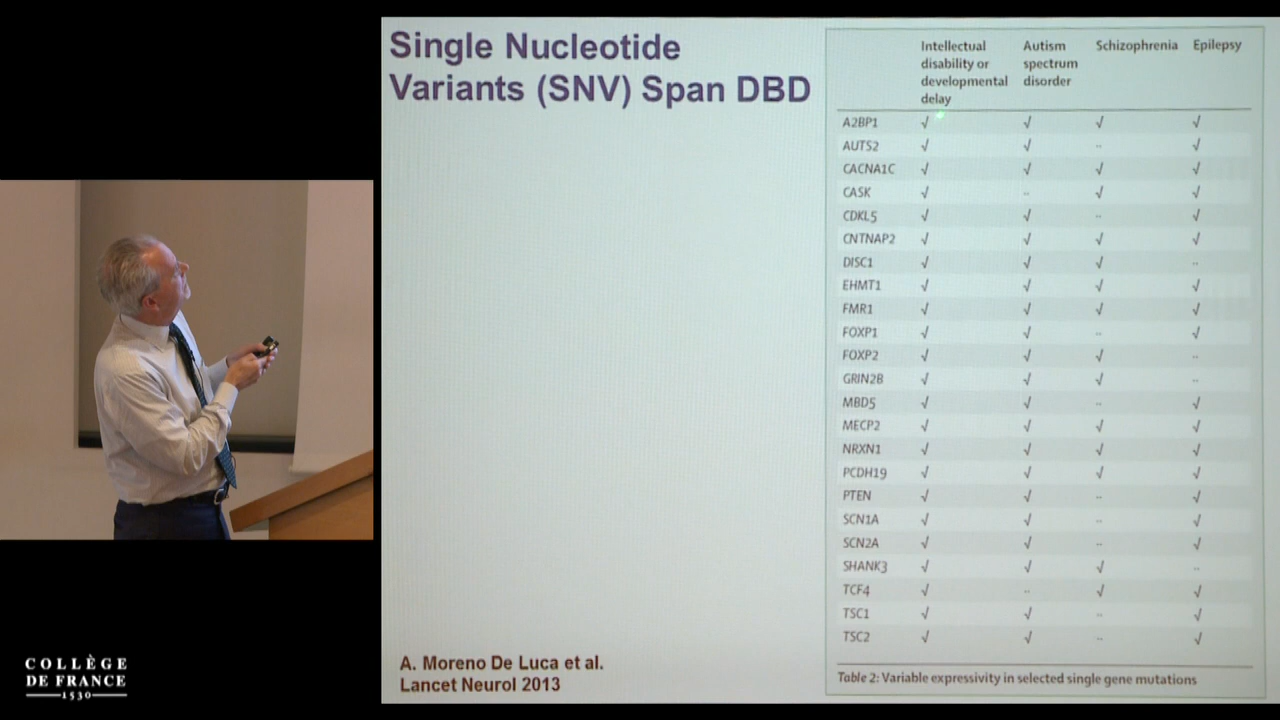 Single Nucleotide
Variants (SNV) Span DBD
Intellectual disability or developmental delay Autism spectrum disorder Schizophrenia Epilepsy
A2BP1 √ √ √ √
AUTS2 √ √ .. √
CACNA1C √ √ √ √
CASK √ .. √ √
CDKL5 √ √ .. √
CNTNAP2 √ √ √ √
DISC1 √ √ √ ..
EHMT1 √ √ √ √
FMR1 √ √ √ √
FOXP1 √ √ .. √
FOXP2 √ √ √ ..
GRIN2B √ √ √ ..
MBD5 √ √ .. √
MECP2 √ √ √ √
NRXN1 √ √ √ √
PCDH19 √ √ √ √
PTEN √ √ .. √
SCN1A √ √ .. √
SCN2A √ √ .. √
SHANK3 √ √ √ ..
TCF4 √ .. √ √
TSC1 √ √ .. √
TSC2 √ √ .. √
Table 2: Variable expressivity in selected single gene mutations
A. Moreno De Luca et al.
Lancet Neurol 2013
COLLÈGE
DE FRANCE
1530